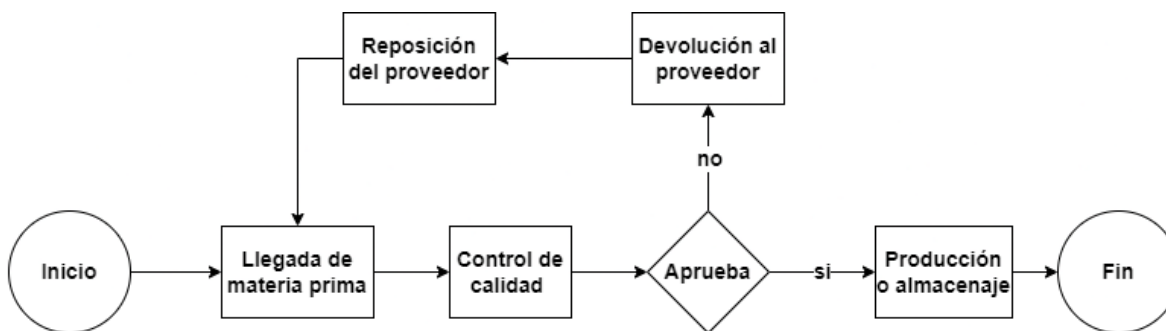 Reposición
del proveedor
Devolución al
proveedor
no
Inicio
Llegada de
materia prima
Control de
calidad
Aprueba
si
Producción
o almacenaje
Fin